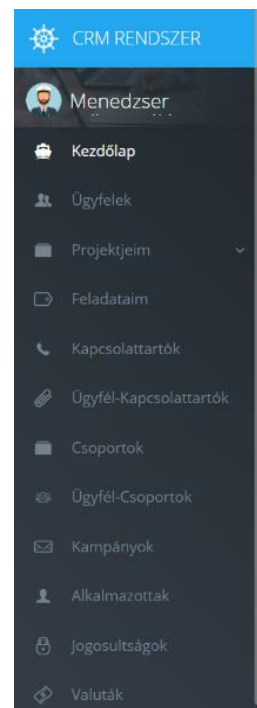 CRM RENDSZER
Menedzser
Kezdőlap
Ügyfelek
Projektjeim
Feladataim
Kapcsolattartók
Ügyfél-Kapcsolattartók
Csoportok
Ügyfél-Csoportok
Kampányok
Alkalmazottak
Jogosultságok
Valuták